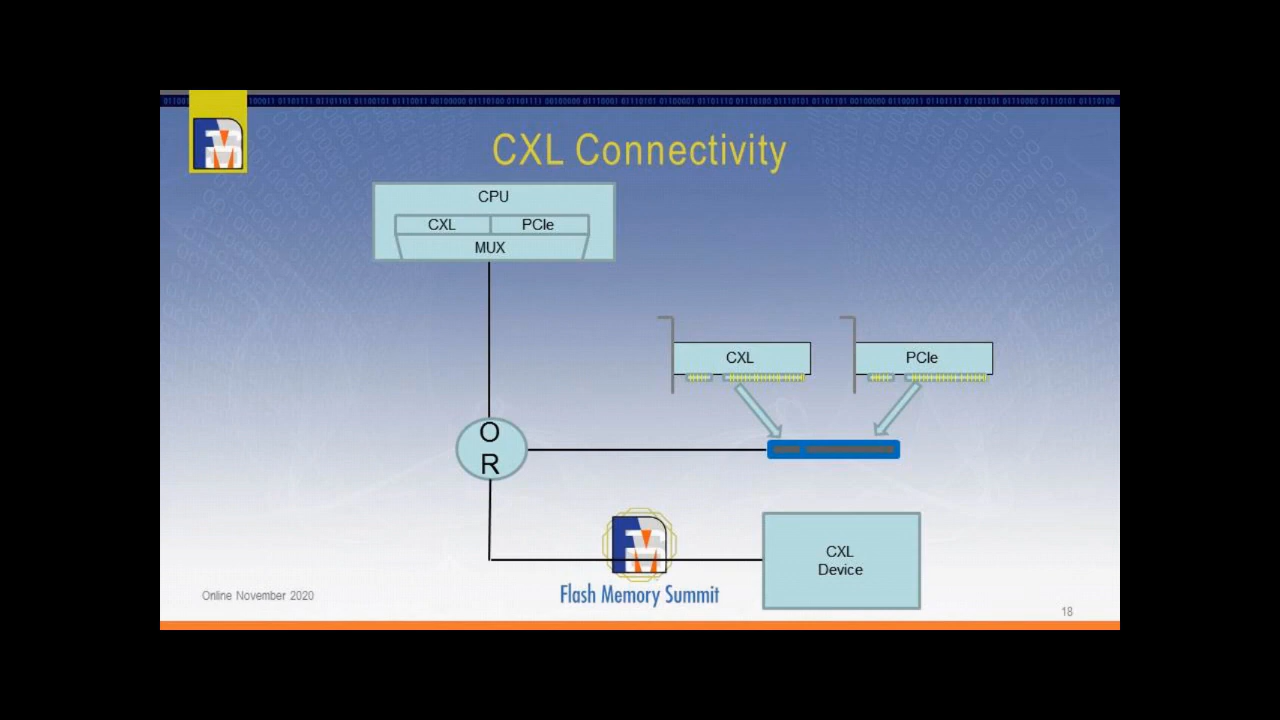 CXL Connectivity
CPU
CXL PCIe
MUX
CXL PCIe
O
R
CXL
Device
Flash Memory Summit
Online November 2020
18